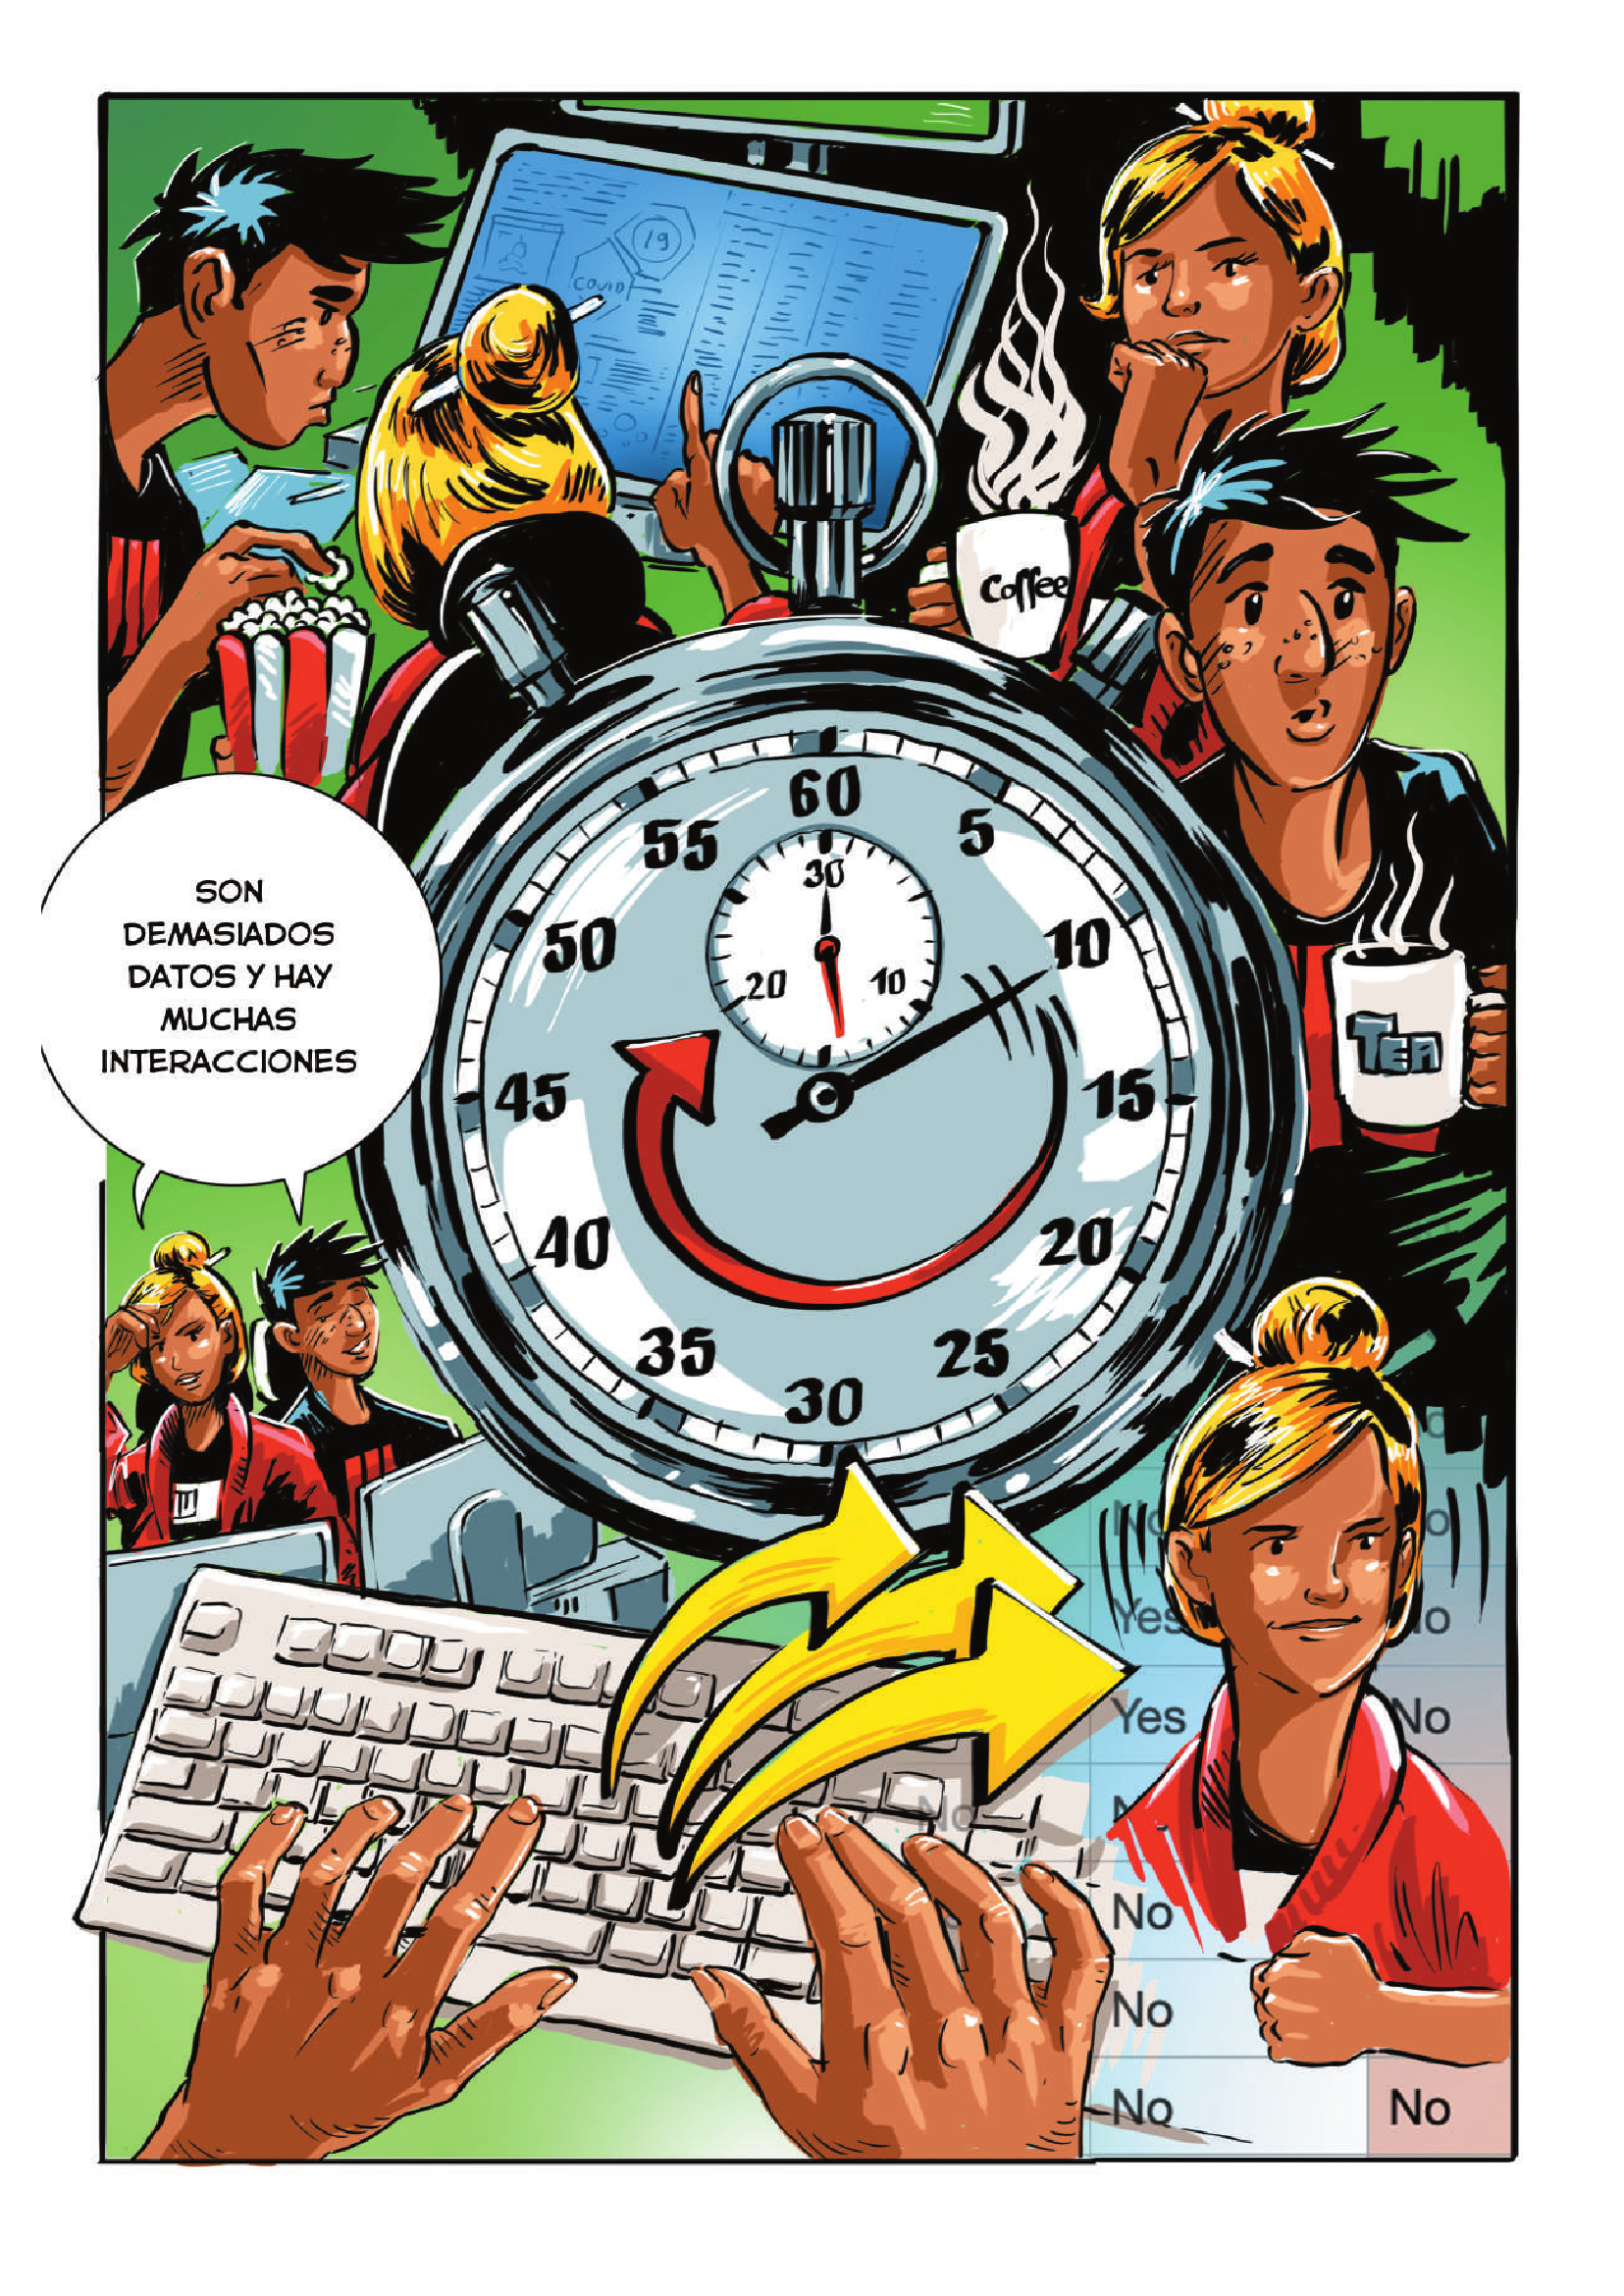 19
COVID
Coffee
60
5
10
15
20
25
30
35
40
45
50
55
30
10
20
TEA
SON
DEMASIADOS
DATOS Y HAY
MUCHAS
INTERACCIONES
No
Yes
Yes No
No
No
No
No No